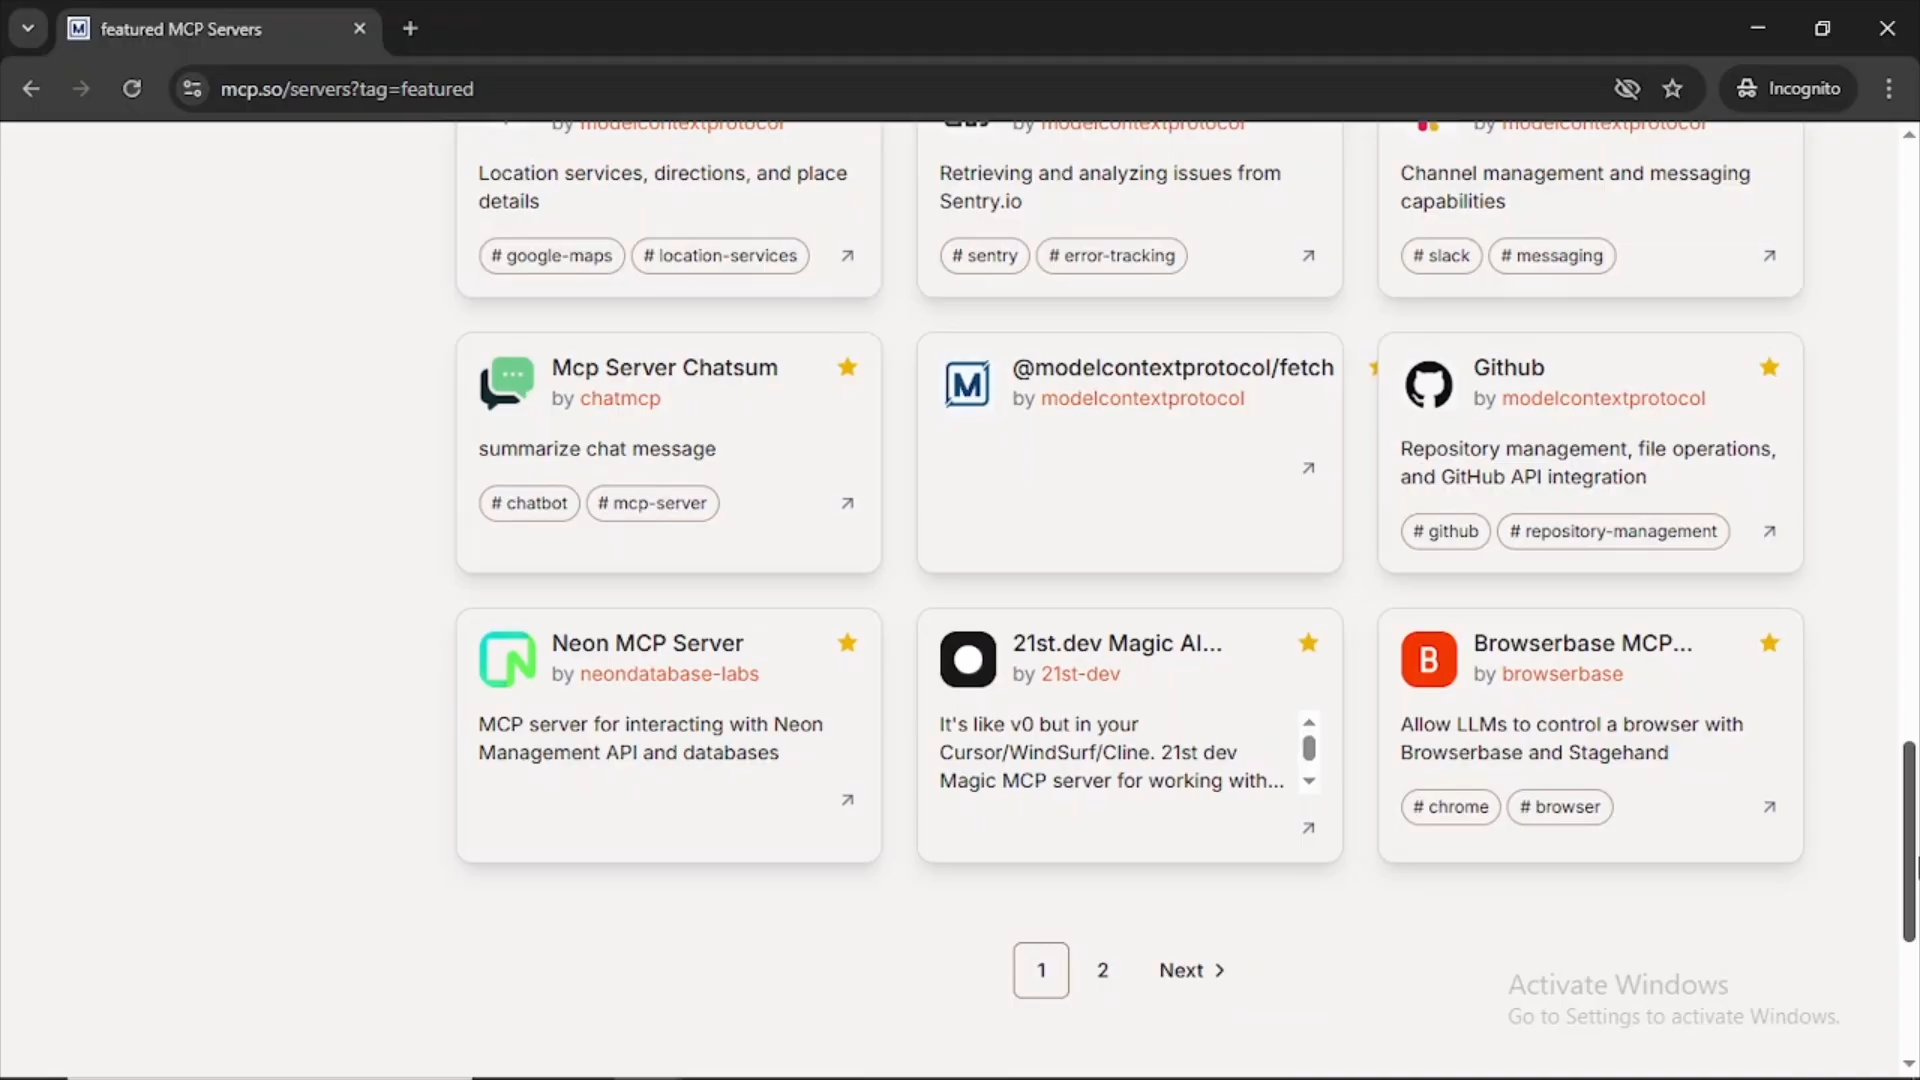 featured MCP Servers
mcp.so/servers?tag=featured
Incognito
by modelcontextprotocol
by modelcontextprotocol
by modelcontextprotocol
Location services, directions, and place
details
# google-maps
# location-services
Retrieving and analyzing issues from
Sentry.io
# sentry
# error-tracking
Channel management and messaging
capabilities
# slack
# messaging
Mcp Server Chatsum
by chatmcp
summarize chat message
# chatbot
# mcp-server
M
@modelcontextprotocol/fetch
by modelcontextprotocol
Github
by modelcontextprotocol
Repository management, file operations,
and GitHub API integration
# github
# repository-management
Neon MCP Server
by neondatabase-labs
MCP server for interacting with Neon
Management API and databases
21st.dev Magic AI...
by 21st-dev
It's like v0 but in your
Cursor/WindSurf/Cline. 21st dev
Magic MCP server for working with...
B
Browserbase MCP...
by browserbase
Allow LLMs to control a browser with
Browserbase and Stagehand
# chrome
# browser
1
2
Next
Activate Windows
Go to Settings to activate Windows.